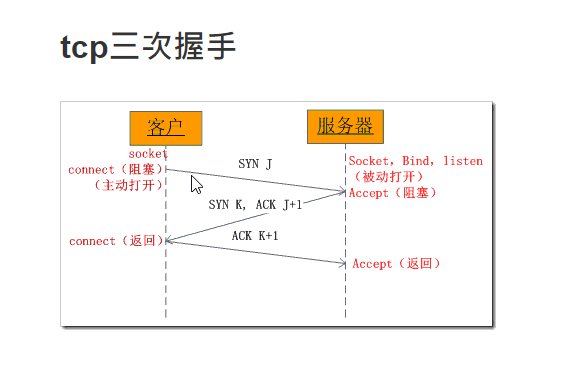 tcp三次握手
客户
服务器
socket
connect（阻塞）
（主动打开）
SYN J
Socket, Bind, listen
（被动打开）
Accept（阻塞）
SYN K, ACK J+1
connect（返回）
ACK K+1
Accept（返回）